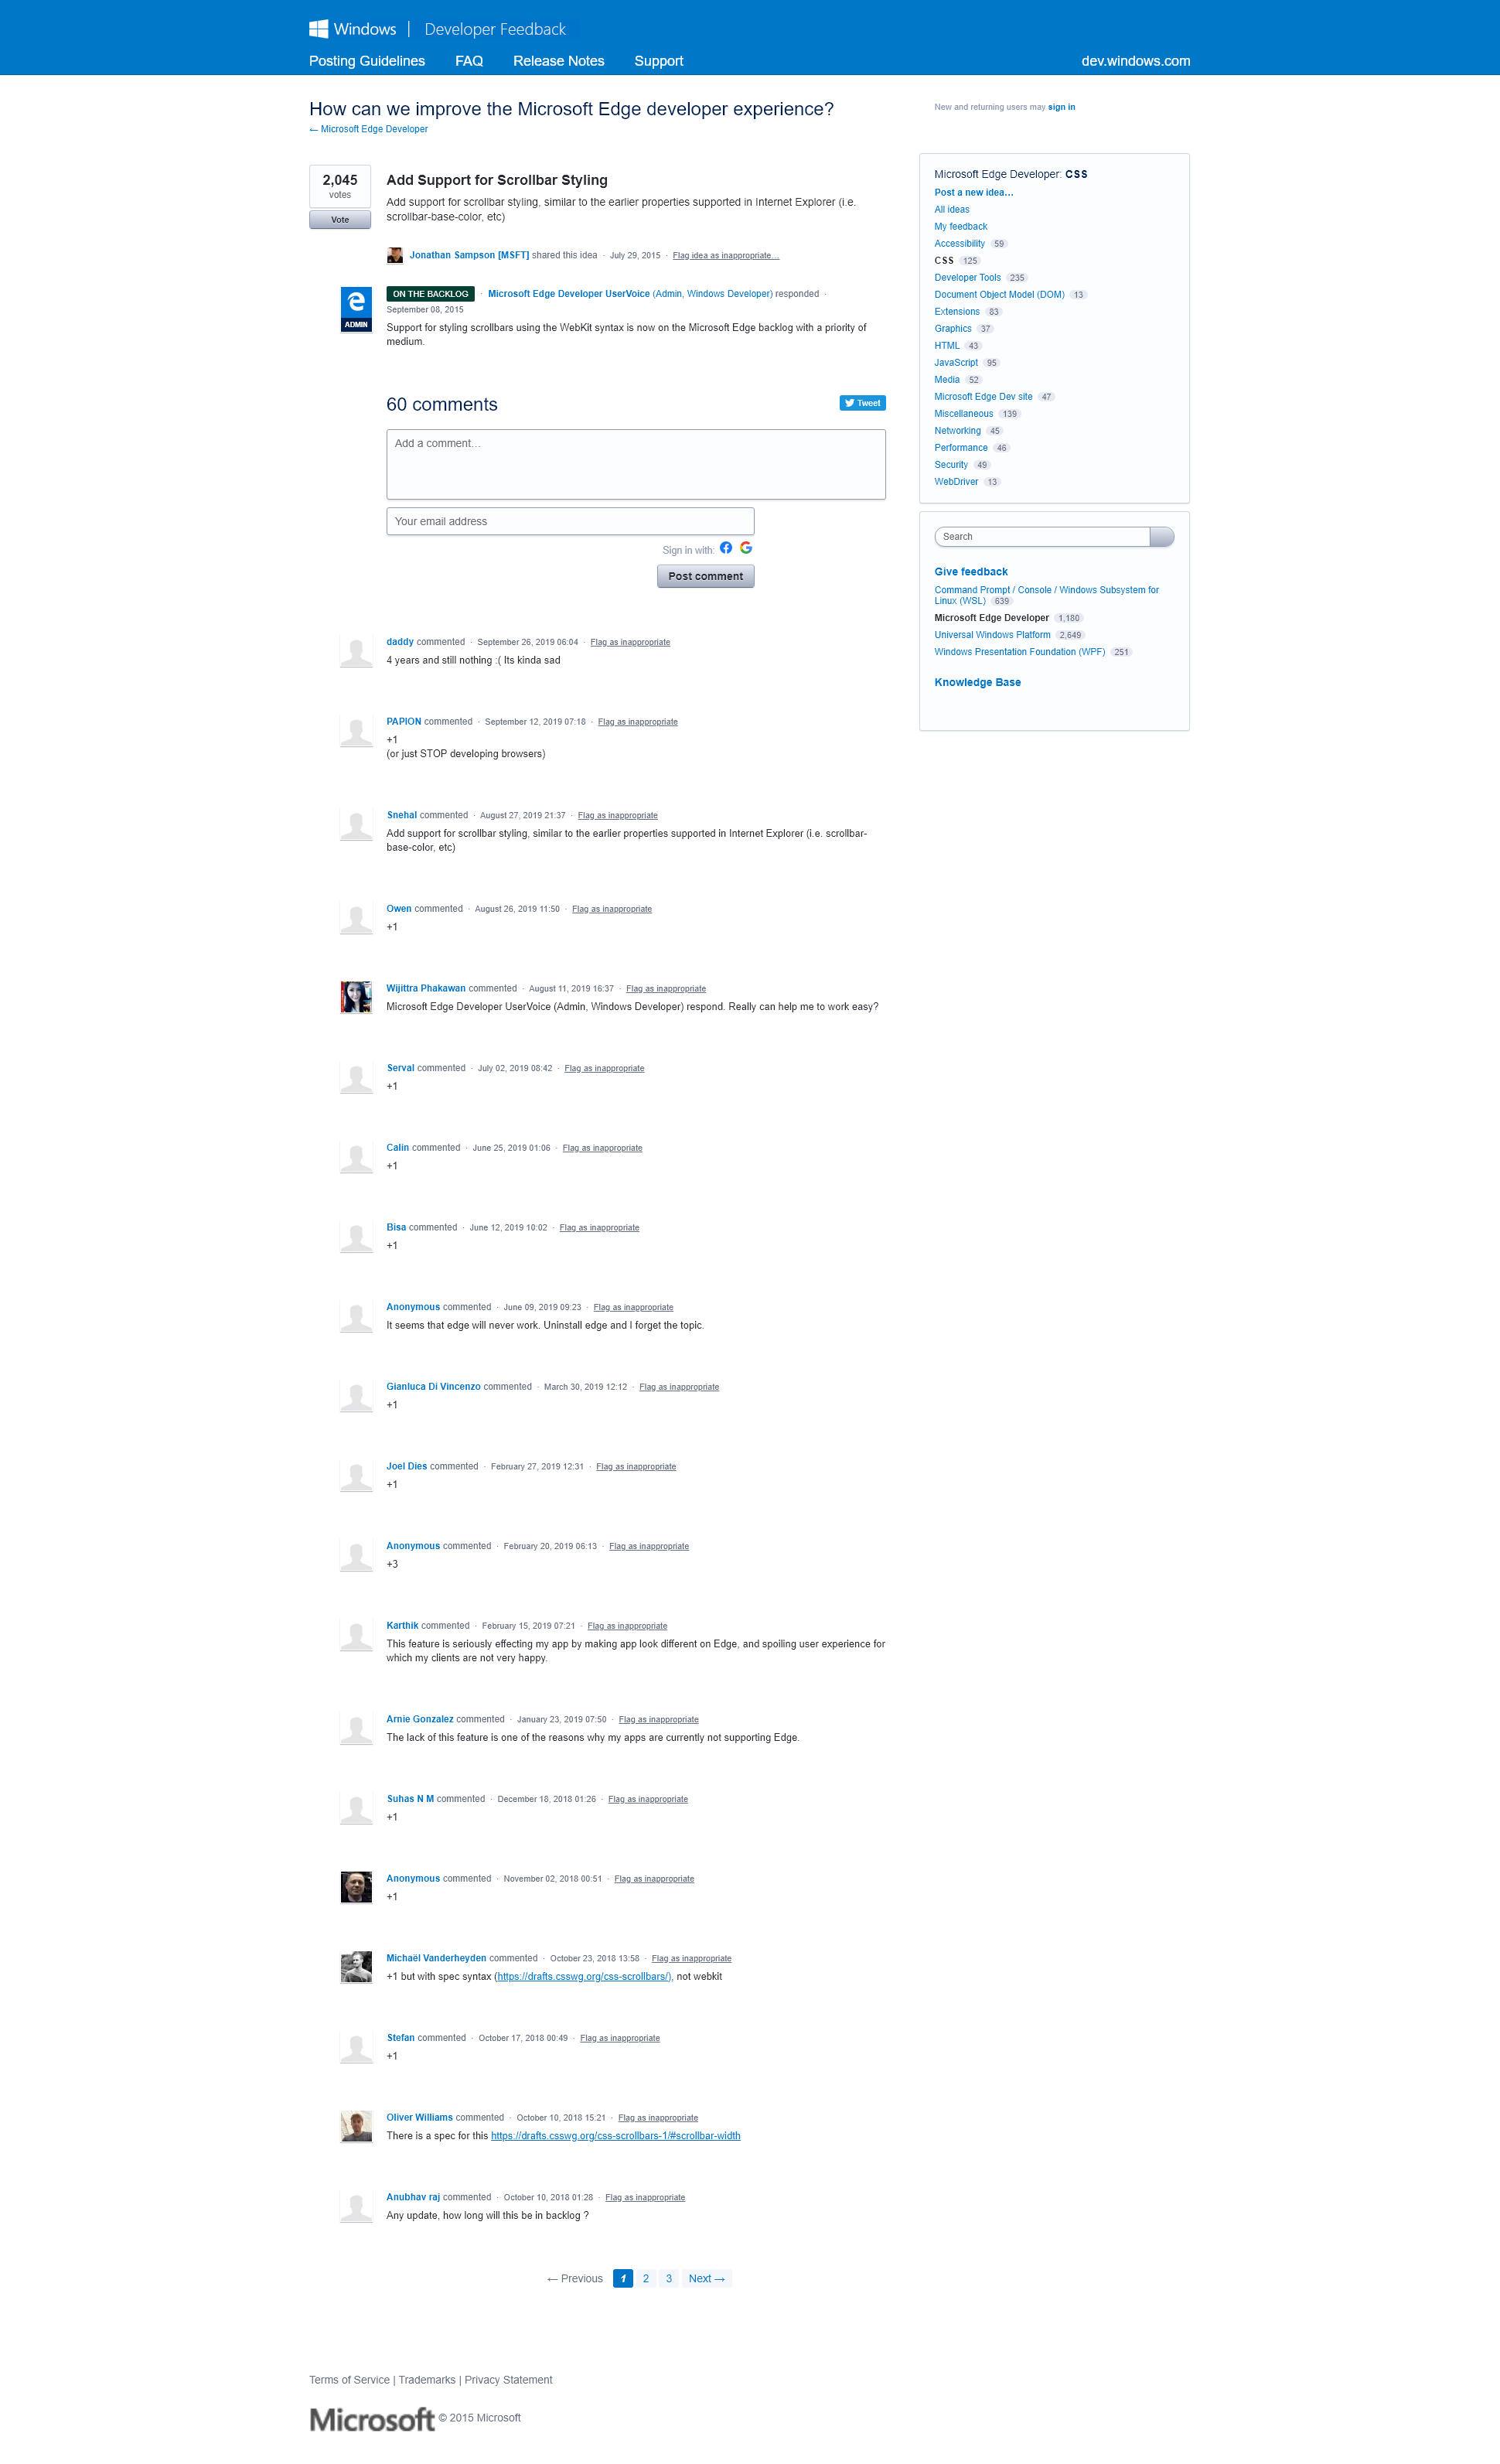 Windows | Developer Feedback
Posting Guidelines FAQ Release Notes Support dev.windows.com
How can we improve the Microsoft Edge developer experience?
← Microsoft Edge Developer
New and returning users may sign in
2,045
votes
Vote
Add Support for Scrollbar Styling
Add support for scrollbar styling, similar to the earlier properties supported in Internet Explorer (i.e.
scrollbar-base-color, etc)
Jonathan Sampson [MSFT] shared this idea · July 29, 2015 · Flag idea as inappropriate…
ADMIN
ON THE BACKLOG · Microsoft Edge Developer UserVoice (Admin, Windows Developer) responded ·
September 08, 2015
Support for styling scrollbars using the WebKit syntax is now on the Microsoft Edge backlog with a priority of
medium.
60 comments
Tweet
Add a comment…
Your email address
Sign in with:
Post comment
daddy commented · September 26, 2019 06:04 · Flag as inappropriate
4 years and still nothing :( Its kinda sad
PAPION commented · September 12, 2019 07:18 · Flag as inappropriate
+1
(or just STOP developing browsers)
Snehal commented · August 27, 2019 21:37 · Flag as inappropriate
Add support for scrollbar styling, similar to the earlier properties supported in Internet Explorer (i.e. scrollbar-
base-color, etc)
Owen commented · August 26, 2019 11:50 · Flag as inappropriate
+1
Wijittra Phakawan commented · August 11, 2019 16:37 · Flag as inappropriate
Microsoft Edge Developer UserVoice (Admin, Windows Developer) respond. Really can help me to work easy?
Serval commented · July 02, 2019 08:42 · Flag as inappropriate
+1
Calin commented · June 25, 2019 01:06 · Flag as inappropriate
+1
Bisa commented · June 12, 2019 10:02 · Flag as inappropriate
+1
Anonymous commented · June 09, 2019 09:23 · Flag as inappropriate
It seems that edge will never work. Uninstall edge and I forget the topic.
Gianluca Di Vincenzo commented · March 30, 2019 12:12 · Flag as inappropriate
+1
Joel Dies commented · February 27, 2019 12:31 · Flag as inappropriate
+1
Anonymous commented · February 20, 2019 06:13 · Flag as inappropriate
+3
Karthik commented · February 15, 2019 07:21 · Flag as inappropriate
This feature is seriously effecting my app by making app look different on Edge, and spoiling user experience for
which my clients are not very happy.
Arnie Gonzalez commented · January 23, 2019 07:50 · Flag as inappropriate
The lack of this feature is one of the reasons why my apps are currently not supporting Edge.
Suhas N M commented · December 18, 2018 01:26 · Flag as inappropriate
+1
Anonymous commented · November 02, 2018 00:51 · Flag as inappropriate
+1
Michaël Vanderheyden commented · October 23, 2018 13:58 · Flag as inappropriate
+1 but with spec syntax (https://drafts.csswg.org/css-scrollbars/), not webkit
Stefan commented · October 17, 2018 00:49 · Flag as inappropriate
+1
Oliver Williams commented · October 10, 2018 15:21 · Flag as inappropriate
There is a spec for this https://drafts.csswg.org/css-scrollbars-1/#scrollbar-width
Anubhav raj commented · October 10, 2018 01:28 · Flag as inappropriate
Any update, how long will this be in backlog ?
← Previous 1 2 3 Next →
Microsoft Edge Developer: CSS
Post a new idea…
All ideas
My feedback
Accessibility 59
CSS 125
Developer Tools 235
Document Object Model (DOM) 13
Extensions 83
Graphics 37
HTML 43
JavaScript 95
Media 52
Microsoft Edge Dev site 47
Miscellaneous 139
Networking 45
Performance 46
Security 49
WebDriver 13
Search
Give feedback
Command Prompt / Console / Windows Subsystem for
Linux (WSL) 639
Microsoft Edge Developer 1,180
Universal Windows Platform 2,649
Windows Presentation Foundation (WPF) 251
Knowledge Base
Terms of Service | Trademarks | Privacy Statement
Microsoft © 2015 Microsoft